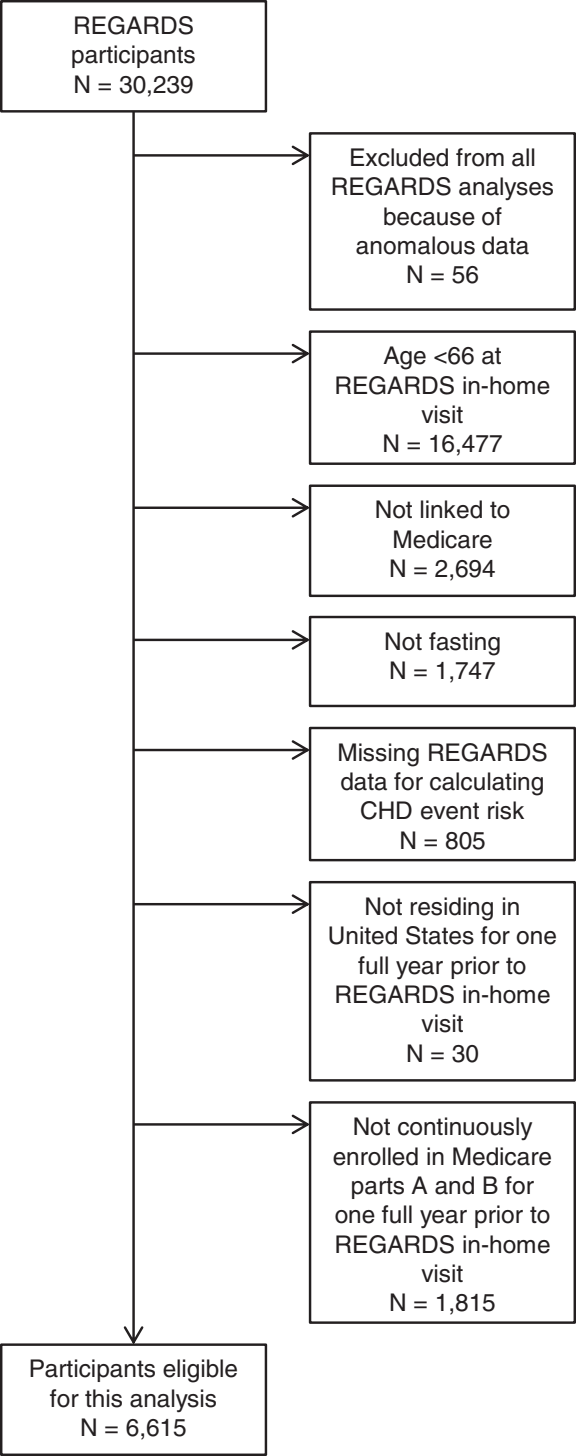 REGARDS
participants
N = 30,239
Excluded from all
REGARDS analyses
because of
anomalous data
N = 56
Age <66 at
REGARDS in-home
visit
N = 16,477
Not linked to
Medicare
N = 2,694
Not fasting
N = 1,747
Missing REGARDS
data for calculating
CHD event risk
N = 805
Not residing in
United States for one
full year prior to
REGARDS in-home
visit
N = 30
Not continuously
enrolled in Medicare
parts A and B for
one full year prior to
REGARDS in-home
visit
N = 1,815
Participants eligible
for this analysis
N = 6,615